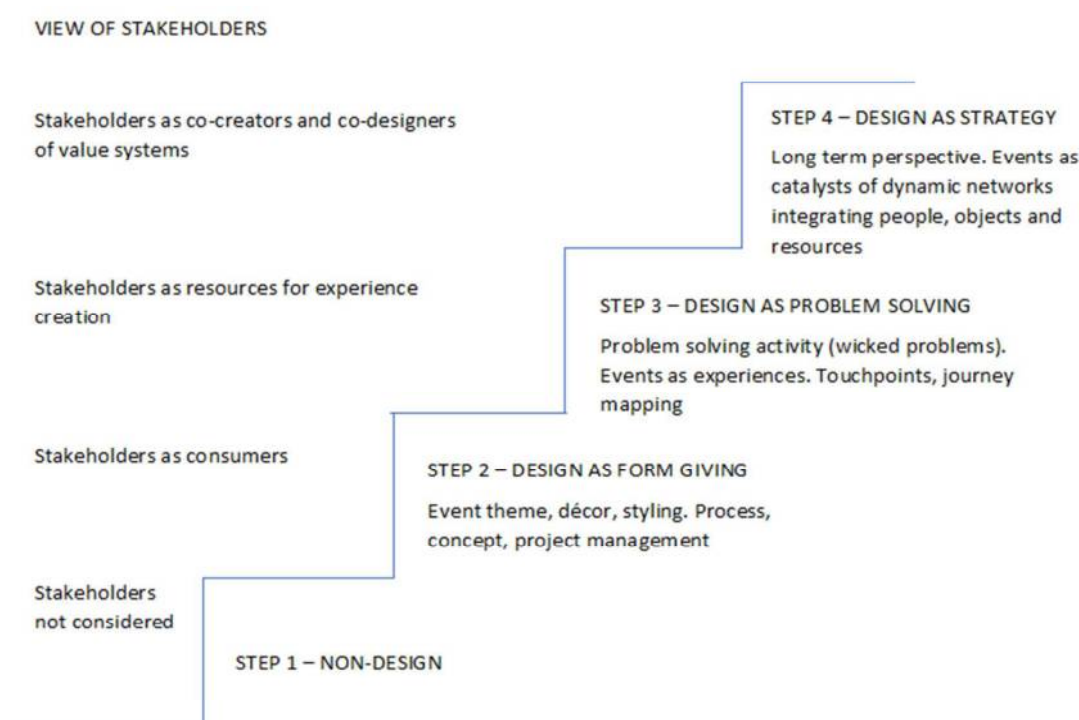 VIEW OF STAKEHOLDERS
Stakeholders as co-creators and co-designers
of value systems
STEP 4 – DESIGN AS STRATEGY
Long term perspective. Events as
catalysts of dynamic networks
integrating people, objects and
resources
Stakeholders as resources for experience
creation
STEP 3 – DESIGN AS PROBLEM SOLVING
Problem solving activity (wicked problems).
Events as experiences. Touchpoints, journey
mapping
Stakeholders as consumers
STEP 2 – DESIGN AS FORM GIVING
Event theme, décor, styling. Process,
concept, project management
Stakeholders
not considered
STEP 1 – NON-DESIGN